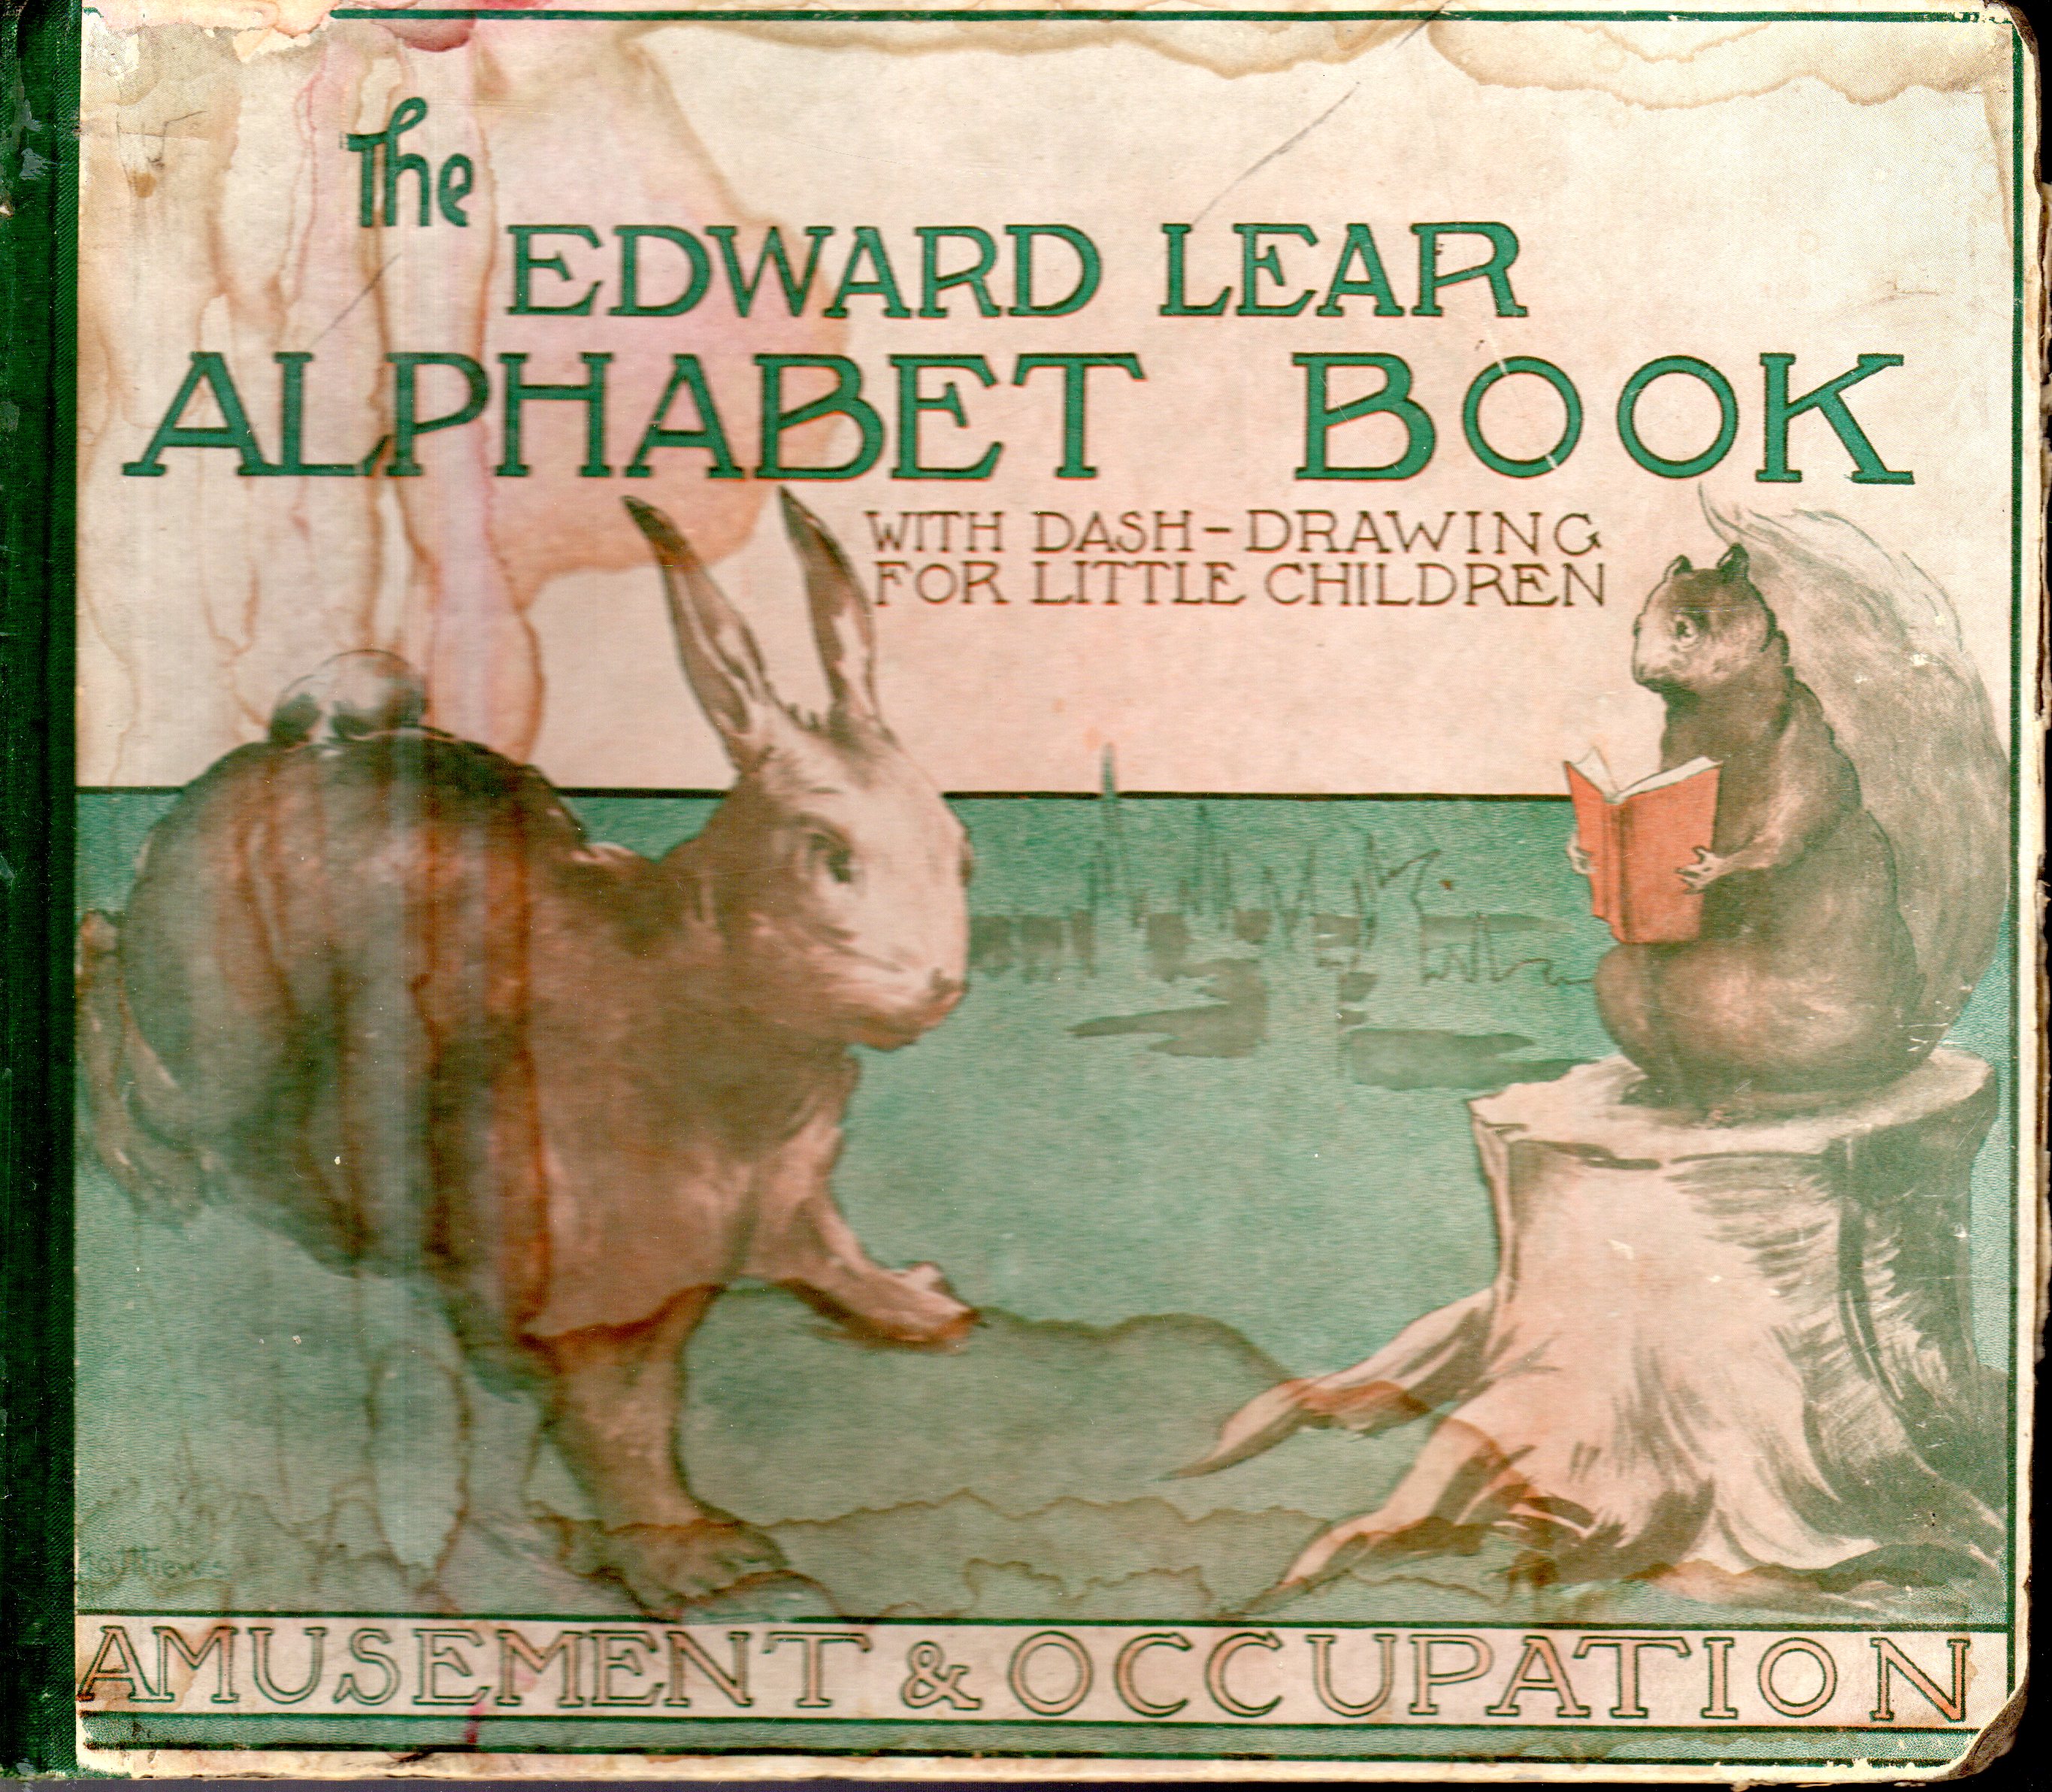 The
EDWARD LEAR
ALPHABET BOOK
WITH DASH-DRAWING
FOR LITTLE CHILDREN
AMUSEMENT & OCCUPATION